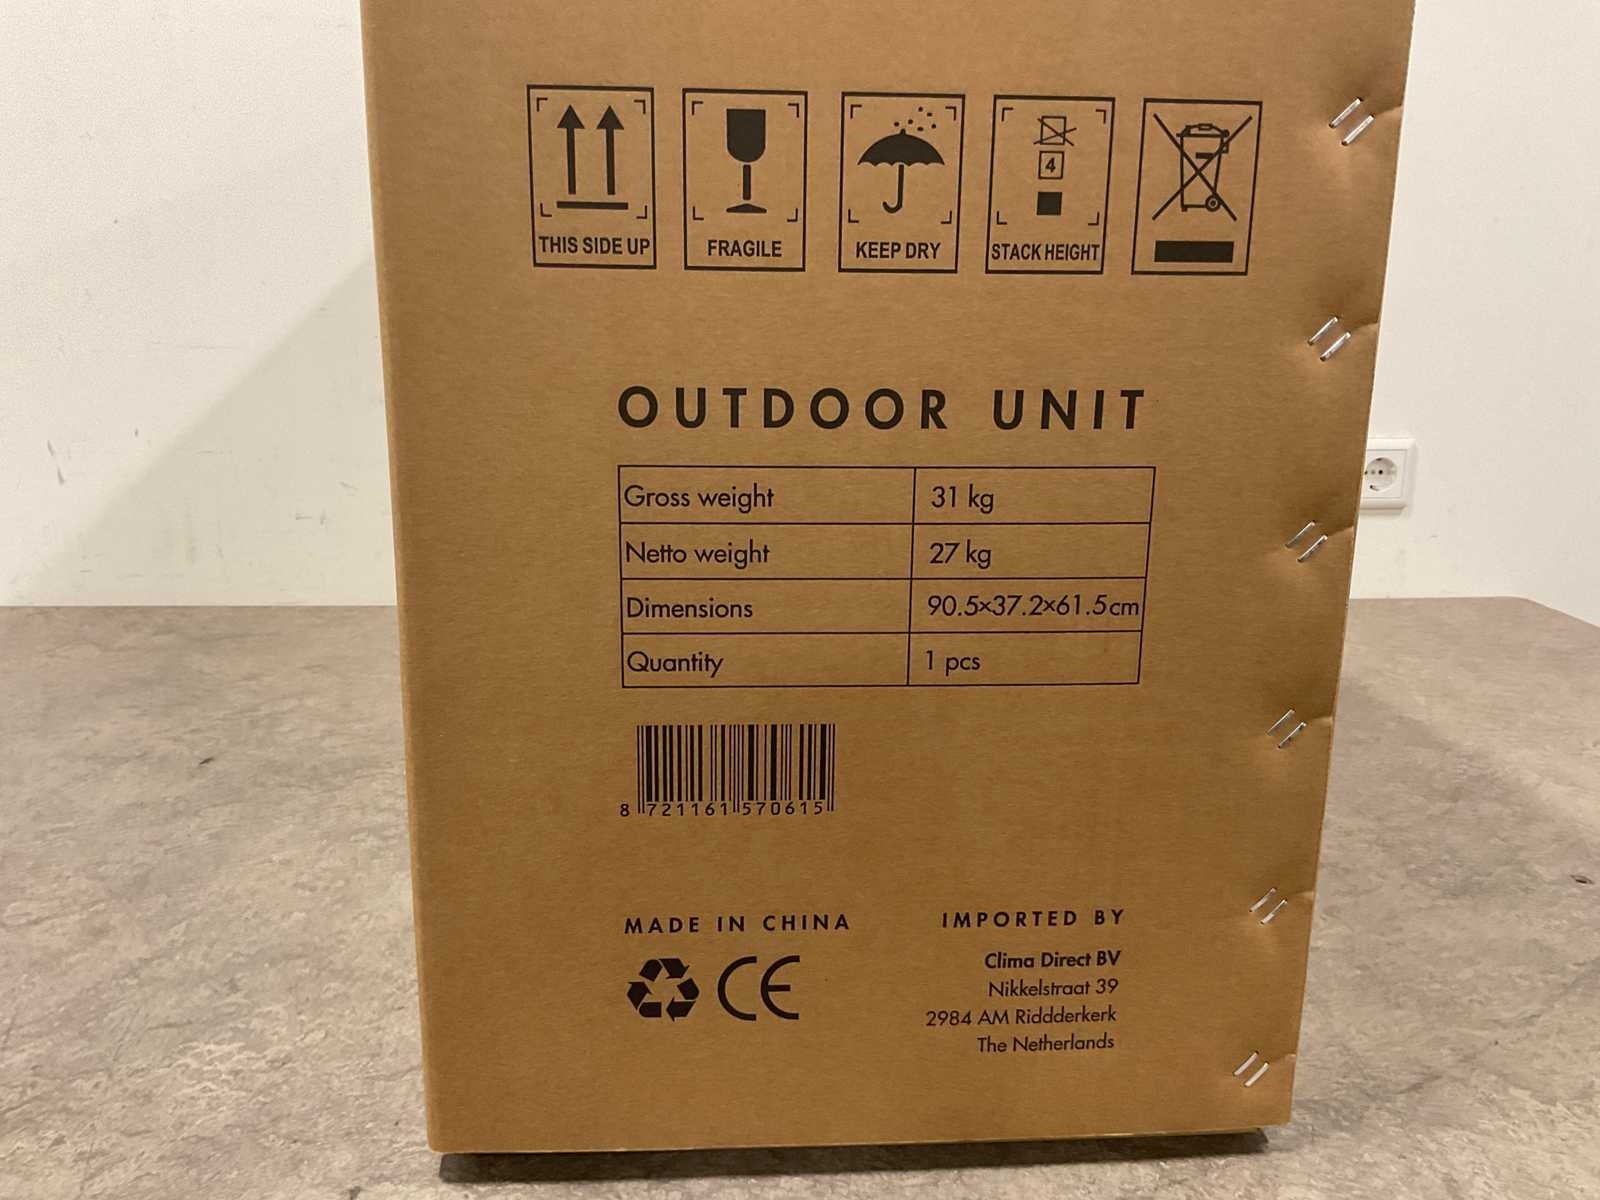 THIS SIDE UP
FRAGILE
KEEP DRY
4
STACK HEIGHT
OUTDOOR UNIT
Gross weight 31 kg
Netto weight 27 kg
Dimensions 90.5×37.2×61.5cm
Quantity 1 pcs
8 721161 570615
MADE IN CHINA
CE
IMPORTED BY
Clima Direct BV
Nikkelstraat 39
2984 AM Riddderkerk
The Netherlands